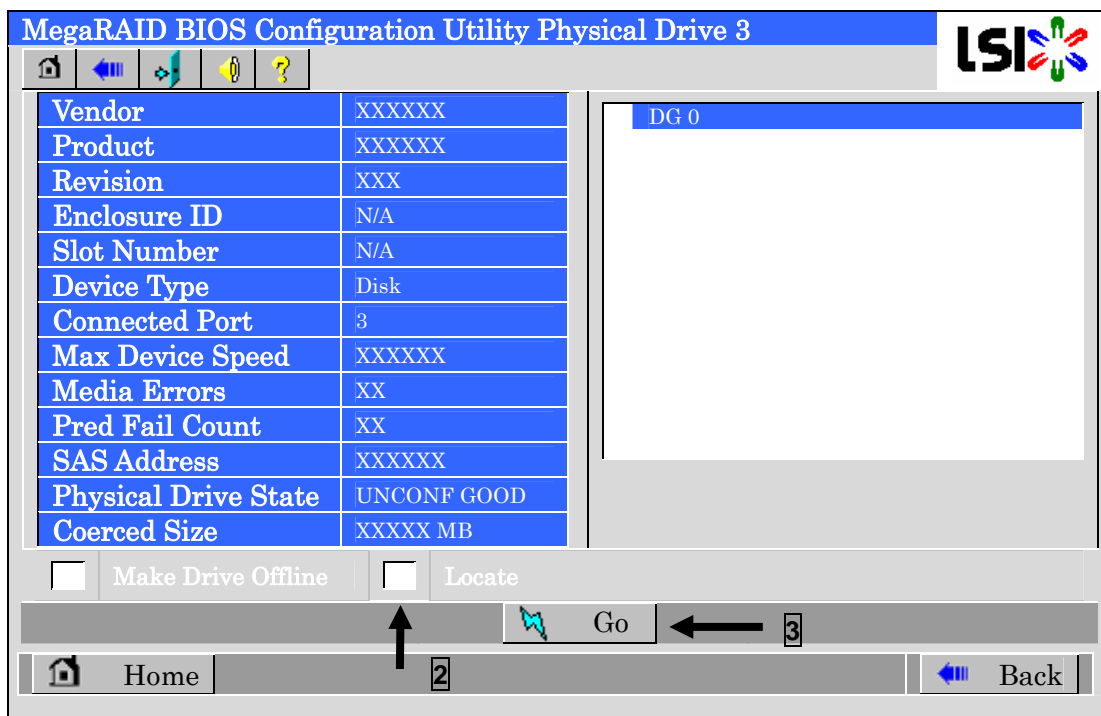 MegaRAID BIOS Configuration Utility Physical Drive 3
LSI
Vendor XXXXXX
Product XXXXXX
Revision XXX
Enclosure ID N/A
Slot Number N/A
Device Type Disk
Connected Port 3
Max Device Speed XXXXXX
Media Errors XX
Pred Fail Count XX
SAS Address XXXXXX
Physical Drive State UNCONF GOOD
Coerced Size XXXXX MB
DG 0
Make Drive Offline Locate
Go 3
2
Home Back